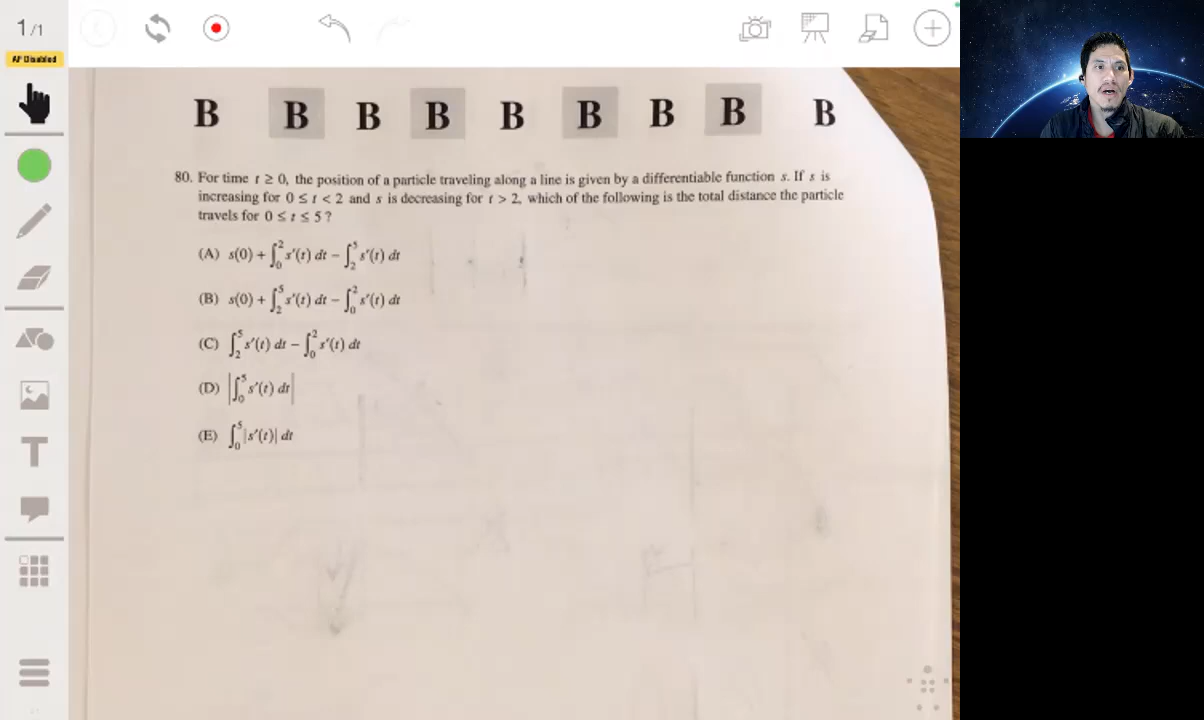 1/1
AF Disabled
B B B B B B B B B
80. For time t ≥ 0, the position of a particle traveling along a line is given by a differentiable function s. If s is
increasing for 0 ≤ t < 2 and s is decreasing for t > 2, which of the following is the total distance the particle
travels for 0 ≤ t ≤ 5?
(A) s(0) + ∫₀² s′(t) dt − ∫₂⁵ s′(t) dt
(B) s(0) + ∫₂⁵ s′(t) dt − ∫₀² s′(t) dt
(C) ∫₂⁵ s′(t) dt − ∫₀² s′(t) dt
(D) |∫₀⁵ s′(t) dt|
(E) ∫₀⁵ |s′(t)| dt
T